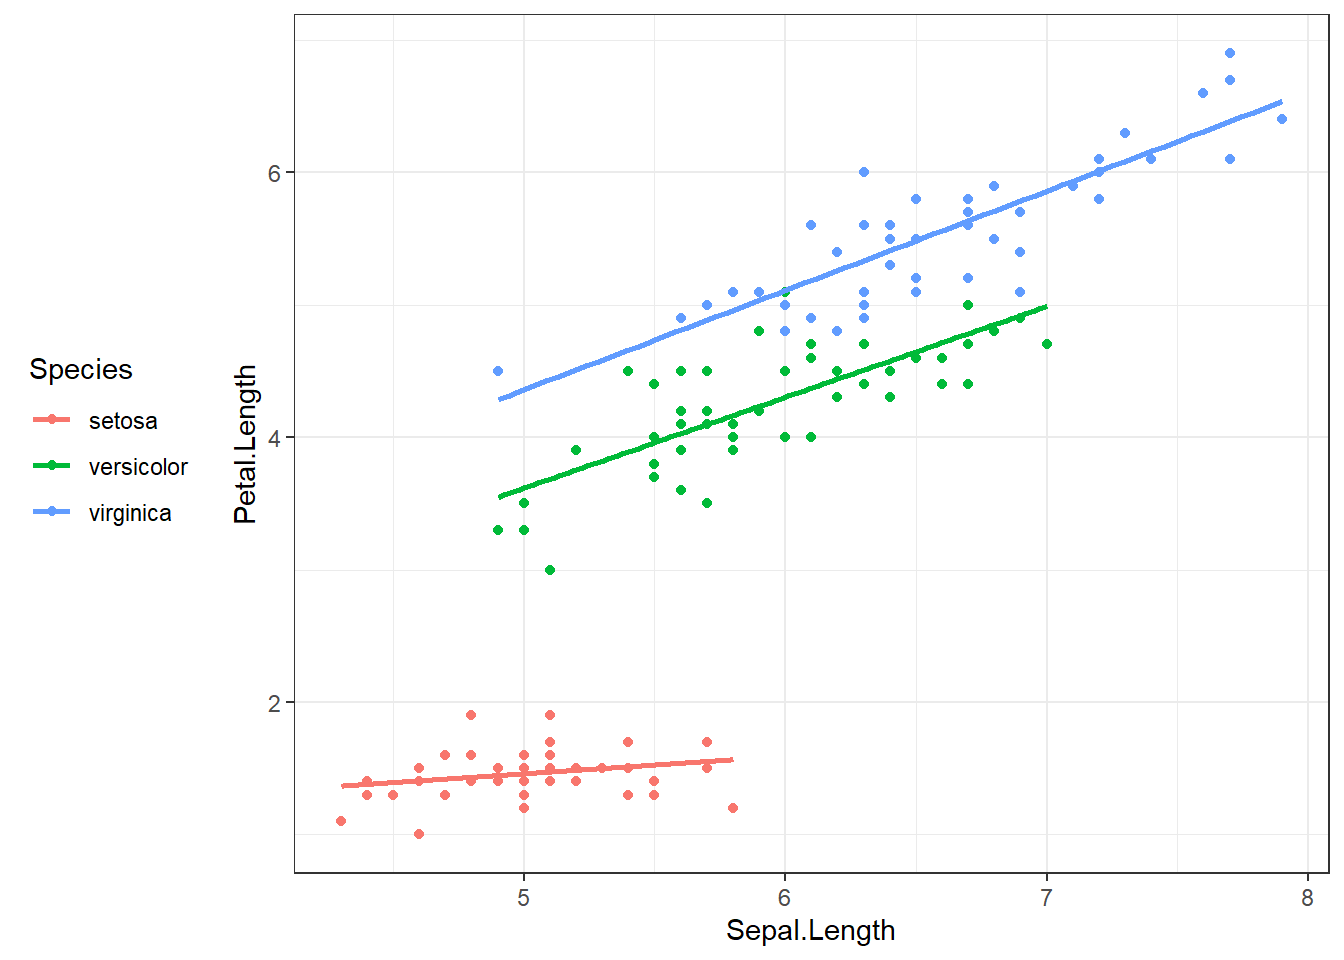 Species
setosa
versicolor
virginica
Petal.Length
6
4
2
5 6 7 8
Sepal.Length